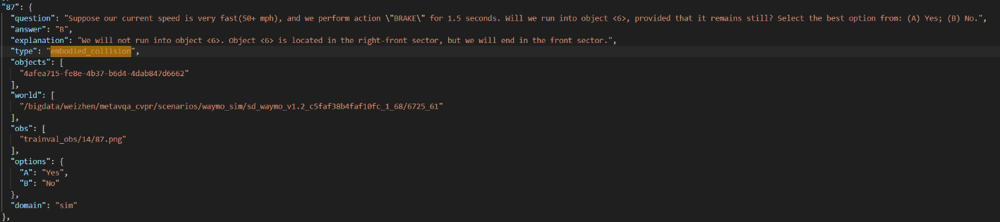 "87": {
"question": "Suppose our current speed is very fast(50+ mph), and we perform action \"BRAKE\" for 1.5 seconds. Will we run into object <6>, provided that it remains still? Select the best option from: (A) Yes; (B) No.",
"answer": "B",
"explanation": "We will not run into object <6>. Object <6> is located in the right-front sector, but we will end in the front sector.",
"type": "embodied_collision",
"objects": [
"4afea715-fe8e-4b37-b6d4-4dab847d6662"
],
"world": [
"/bigdata/weizhen/metavqa_cvpr/scenarios/waymo_sim/sd_waymo_v1.2_c5faf38b4faf10fc_1_68/6725_61"
],
"obs": [
"trainval_obs/14/87.png"
],
"options": {
"A": "Yes",
"B": "No"
},
"domain": "sim"
},